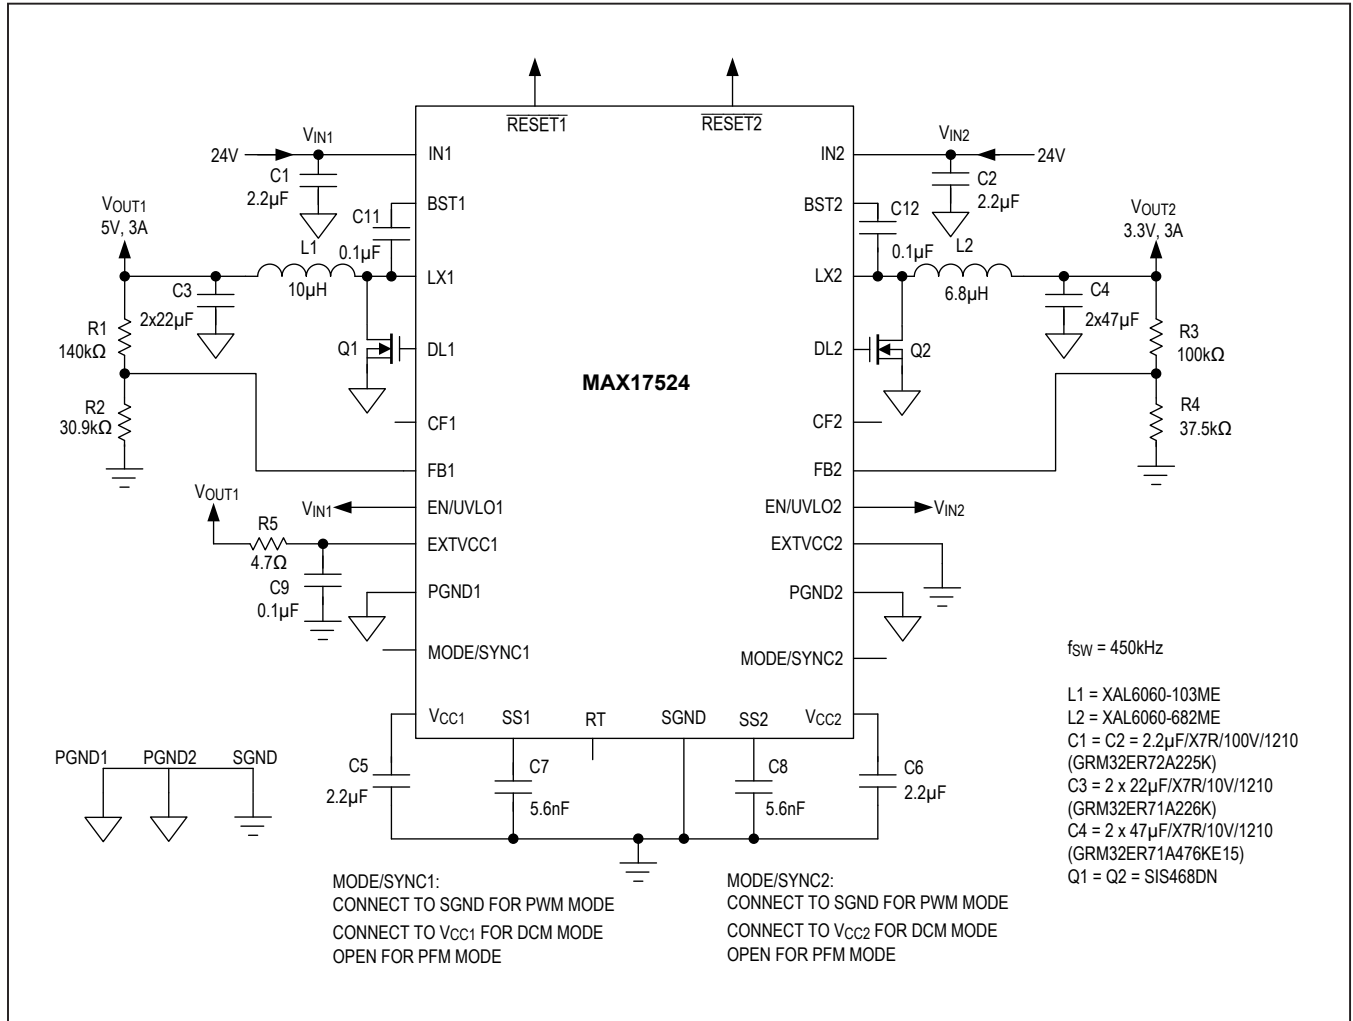 RESET1
RESET2
VIN1
24V
IN1
C1
2.2µF
BST1
C11
0.1µF
VOUT1
5V, 3A
L1
10µH
LX1
C3
2x22µF
R1
140kΩ
Q1
DL1
R2
30.9kΩ
CF1
FB1
VIN1
EN/UVLO1
VOUT1
R5
4.7Ω
EXTVCC1
C9
0.1µF
PGND1
MODE/SYNC1
MAX17524
VIN2
IN2
24V
C2
2.2µF
BST2
C12
0.1µF
VOUT2
3.3V, 3A
L2
6.8µH
LX2
C4
2x47µF
R3
100kΩ
DL2
Q2
R4
37.5kΩ
CF2
FB2
EN/UVLO2
VIN2
EXTVCC2
PGND2
MODE/SYNC2
VCC1
SS1
RT
SGND
SS2
VCC2
C5
2.2µF
C7
5.6nF
C8
5.6nF
C6
2.2µF
PGND1
PGND2
SGND
MODE/SYNC1:
CONNECT TO SGND FOR PWM MODE
CONNECT TO VCC1 FOR DCM MODE
OPEN FOR PFM MODE
MODE/SYNC2:
CONNECT TO SGND FOR PWM MODE
CONNECT TO VCC2 FOR DCM MODE
OPEN FOR PFM MODE
fSW = 450kHz
L1 = XAL6060-103ME
L2 = XAL6060-682ME
C1 = C2 = 2.2µF/X7R/100V/1210
(GRM32ER72A225K)
C3 = 2 x 22µF/X7R/10V/1210
(GRM32ER71A226K)
C4 = 2 x 47µF/X7R/10V/1210
(GRM32ER71A476KE15)
Q1 = Q2 = SIS468DN